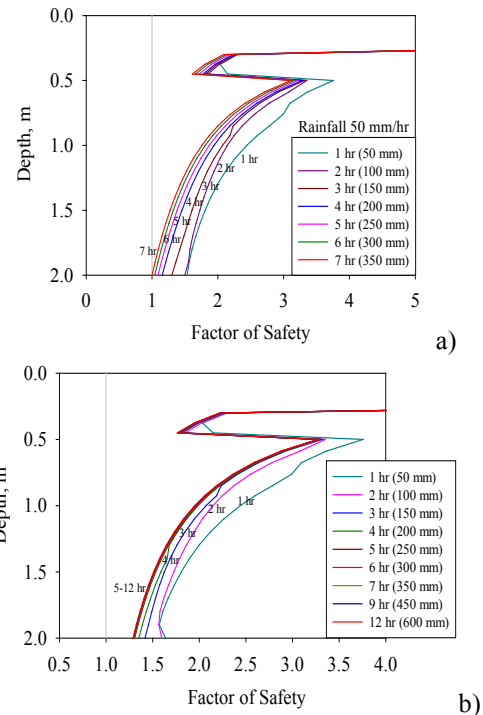 0.0
0.5
1.0
1.5
2.0
Depth, m
0 1 2 3 4 5
Factor of Safety
Rainfall 50 mm/hr
1 hr (50 mm)
2 hr (100 mm)
3 hr (150 mm)
4 hr (200 mm)
5 hr (250 mm)
6 hr (300 mm)
7 hr (350 mm)
1 hr
2 hr
3 hr
4 hr
5 hr
6 hr
7 hr
a)
0.0
0.5
1.0
1.5
2.0
Depth, m
0.5 1.0 1.5 2.0 2.5 3.0 3.5 4.0
Factor of Safety
1 hr (50 mm)
2 hr (100 mm)
3 hr (150 mm)
4 hr (200 mm)
5 hr (250 mm)
6 hr (300 mm)
7 hr (350 mm)
9 hr (450 mm)
12 hr (600 mm)
1 hr
2 hr
3 hr
4 hr
5-12 hr
b)